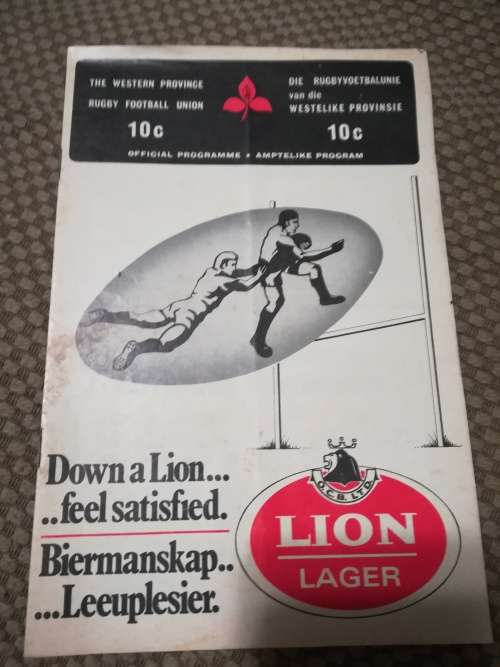 THE WESTERN PROVINCE
RUGBY FOOTBALL UNION
10c
DIE RUGBYVOETBALUNIE
van die
WESTELIKE PROVINSIE
10c
OFFICIAL PROGRAMME • AMPTELIKE PROGRAM
Down a Lion...
..feel satisfied.
Biermanskap..
...Leeuplesier.
O.C.B. LTD.
LION
LAGER